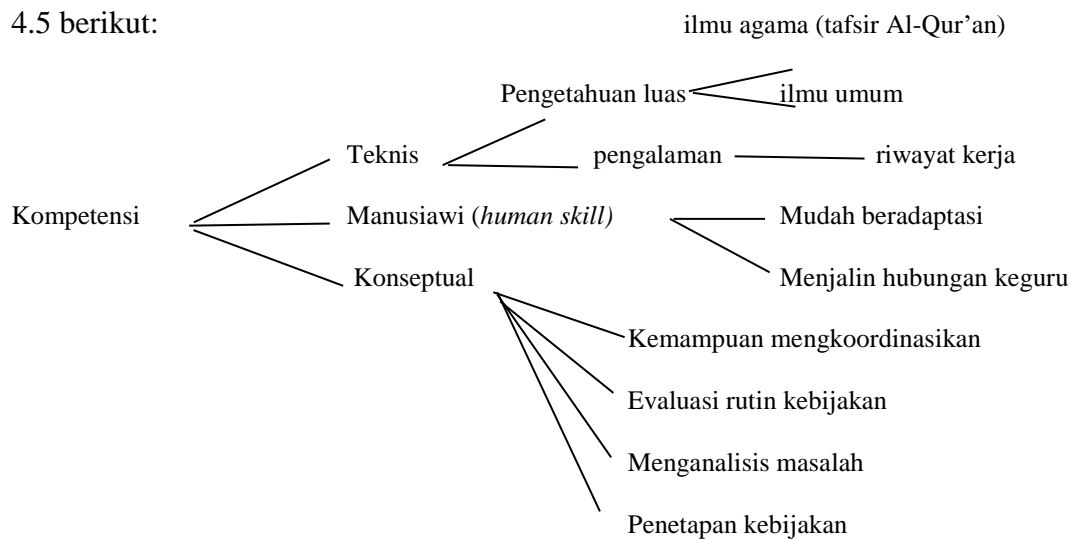 4.5 berikut:
ilmu agama (tafsir Al-Qur’an)
Pengetahuan luas
ilmu umum
Teknis
pengalaman
riwayat kerja
Kompetensi
Manusiawi (human skill)
Mudah beradaptasi
Konseptual
Menjalin hubungan keguru
Kemampuan mengkoordinasikan
Evaluasi rutin kebijakan
Menganalisis masalah
Penetapan kebijakan